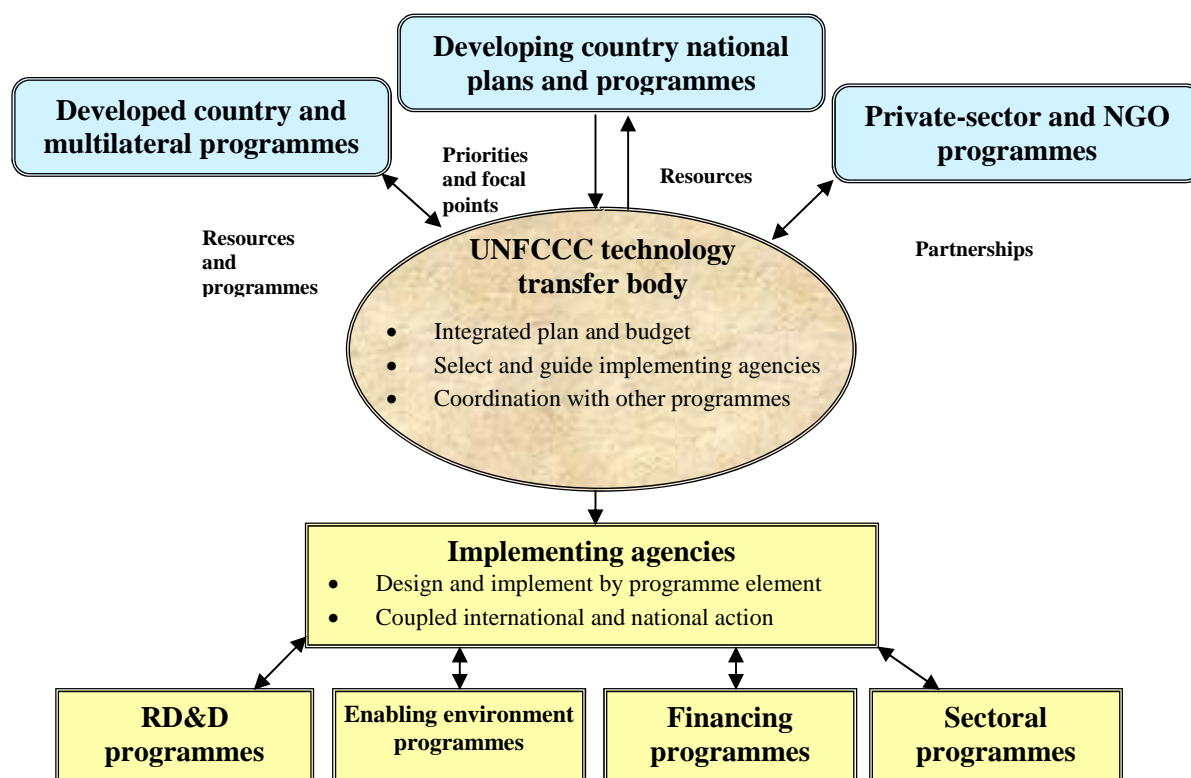 Developing country national
plans and programmes
Developed country and
multilateral programmes
Private-sector and NGO
programmes
Priorities
and focal
points
Resources
Resources
and
programmes
Partnerships
UNFCCC technology
transfer body
• Integrated plan and budget
• Select and guide implementing agencies
• Coordination with other programmes
Implementing agencies
• Design and implement by programme element
• Coupled international and national action
RD&D
programmes
Enabling environment
programmes
Financing
programmes
Sectoral
programmes